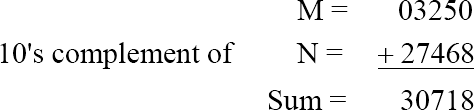 M = 03250
10's complement of N = + 27468
Sum = 30718